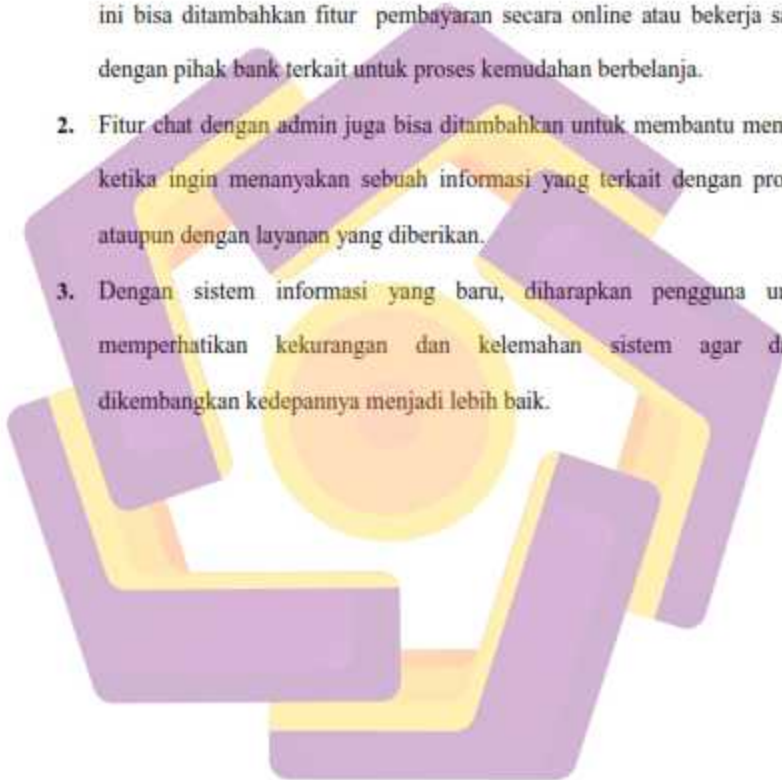 ini bisa ditambahkan fitur pembayaran secara online atau bekerja
dengan pihak bank terkait untuk proses kemudahan berbelanja.
2. Fitur chat dengan admin juga bisa ditambahkan untuk membantu
ketika ingin menanyakan sebuah informasi yang terkait dengan
ataupun dengan layanan yang diberikan.
3. Dengan sistem informasi yang baru, diharapkan pengguna
memperhatikan kekurangan dan kelemahan sistem agar
dikembangkan kedepannya menjadi lebih baik.